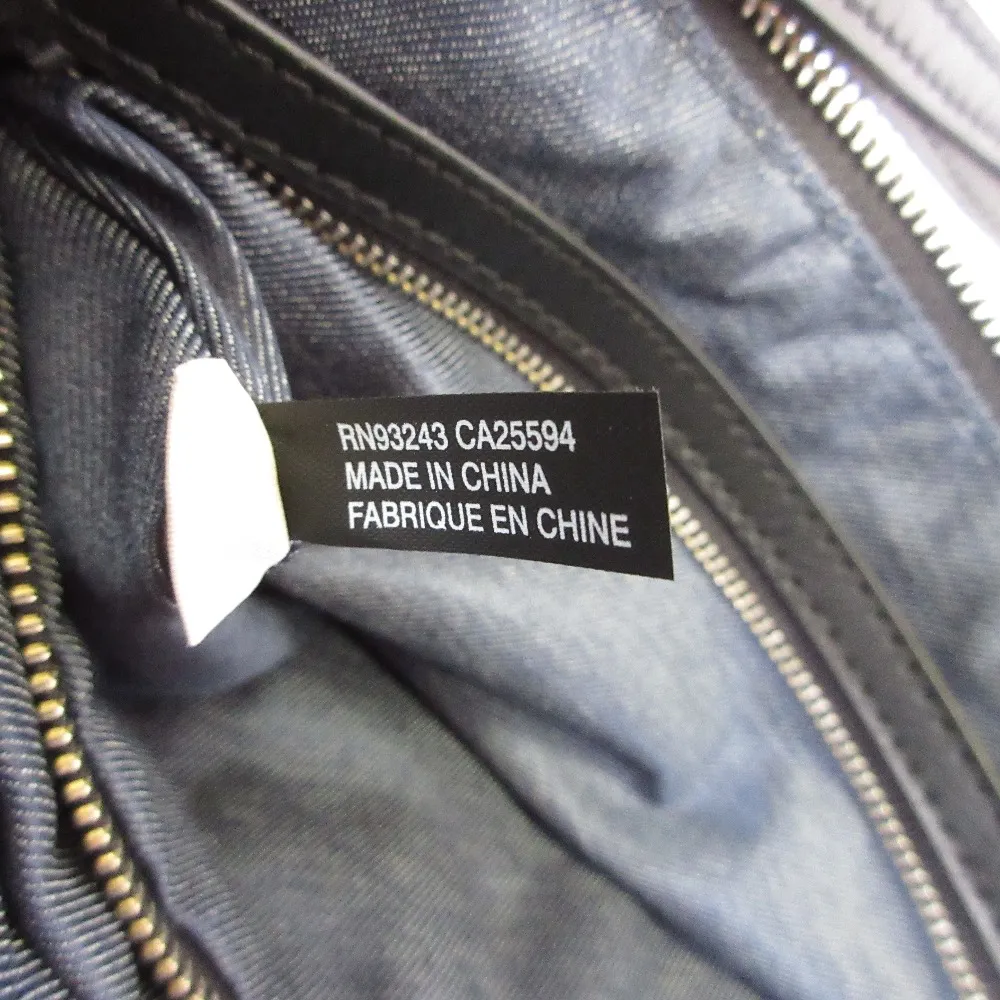 RN93243 CA25594
MADE IN CHINA
FABRIQUE EN CHINE